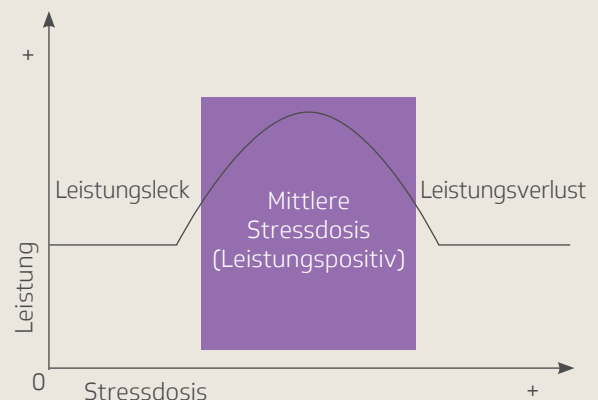 +
Leistungsleck
Mittlere
Stressdosis
(Leistungspositiv)
Leistungsverlust
Leistung
0
Stressdosis
+